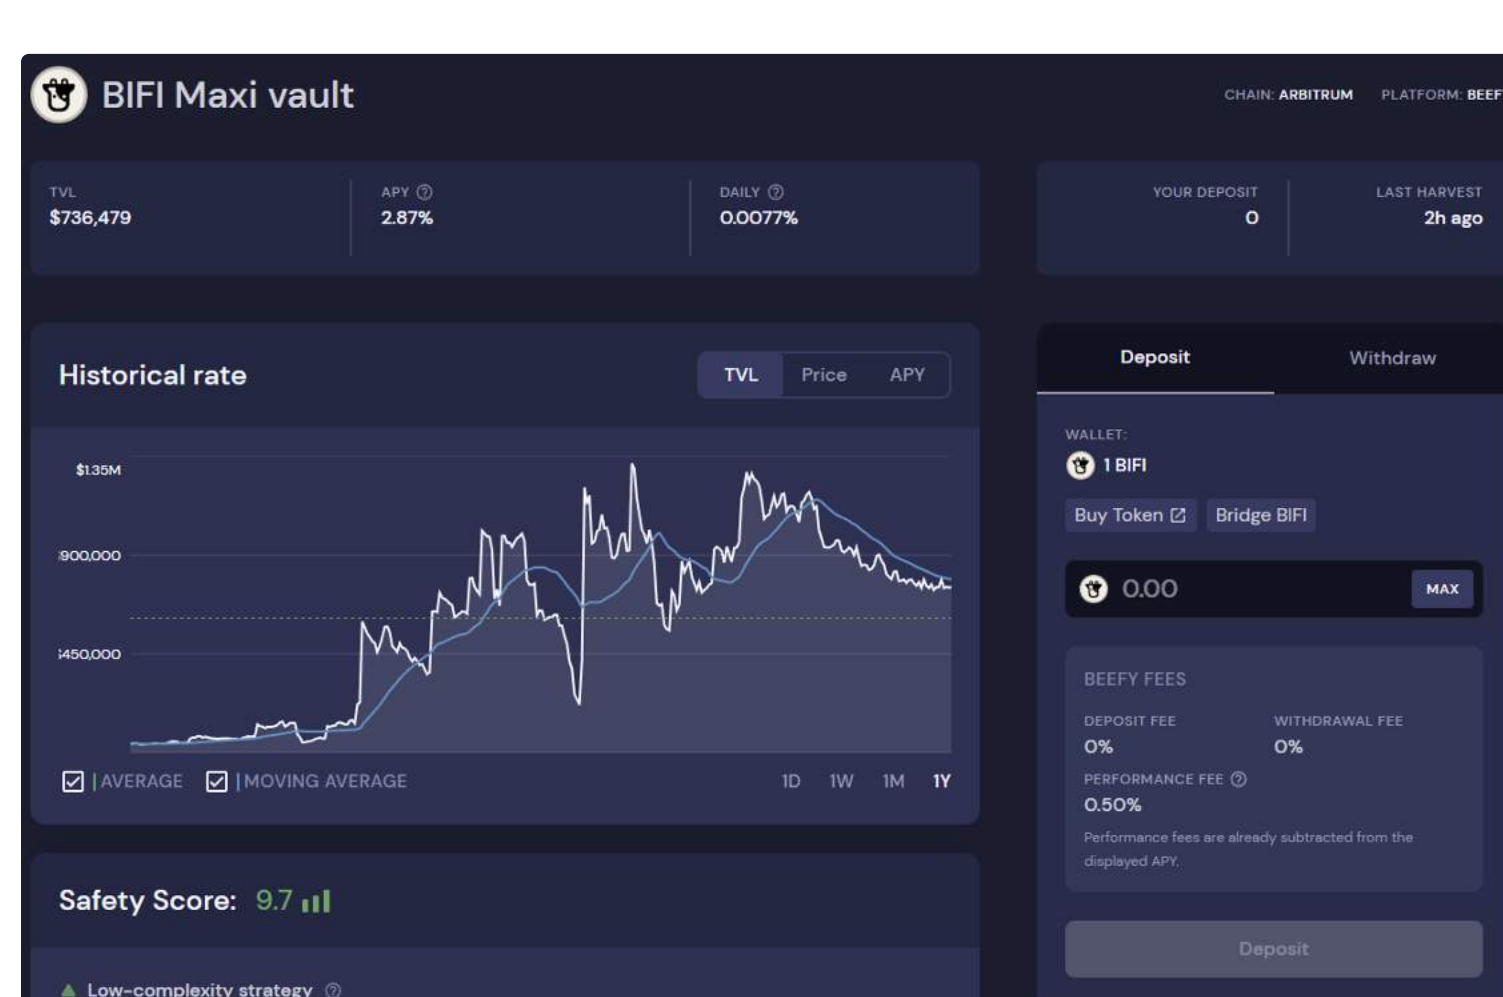 BIFI Maxi vault
CHAIN: ARBITRUM PLATFORM: BEEF
TVL
$736,479
APY
2.87%
DAILY
0.0077%
YOUR DEPOSIT
0
LAST HARVEST
2h ago
Historical rate
TVL Price APY
$1.35M
900,000
450,000
AVERAGE MOVING AVERAGE
1D 1W 1M 1Y
Safety Score: 9.7
Low-complexity strategy
Deposit Withdraw
WALLET:
1 BIFI
Buy Token Bridge BIFI
0.00 MAX
BEEFY FEES
DEPOSIT FEE WITHDRAWAL FEE
0% 0%
PERFORMANCE FEE
0.50%
Performance fees are already subtracted from the
displayed APY.
Deposit